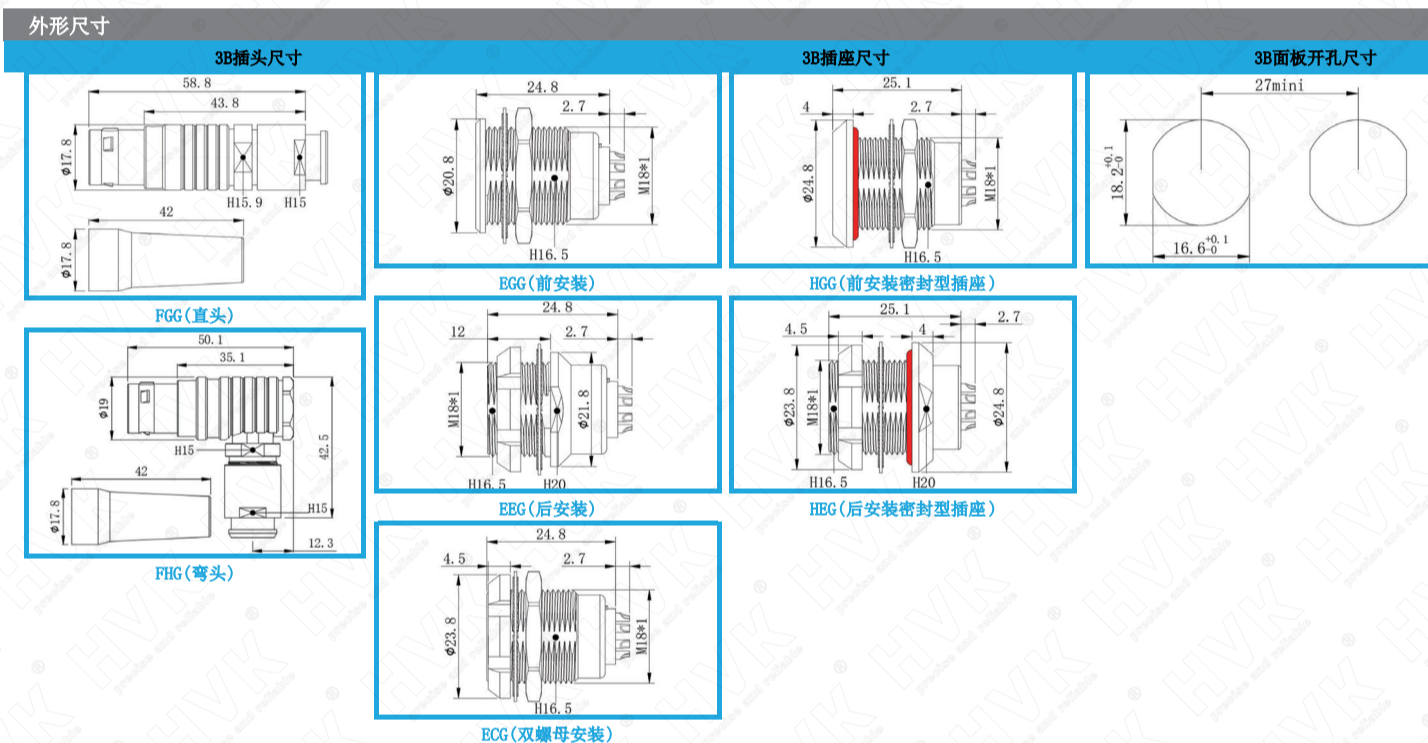 外形尺寸
3B插头尺寸
3B插座尺寸
3B面板开孔尺寸
58.8
43.8
Φ17.8
H15.9
H15
42
Φ17.8
FGG(直头)
50.1
35.1
Φ19
H15
42.5
42
Φ17.8
H15
12.3
FHG(弯头)
24.8
2.7
Φ20.8
M18*1
H16.5
EGG(前安装)
24.8
12
2.7
M18*1
Φ21.8
H16.5
H20
EEG(后安装)
24.8
4.5
2.7
Φ23.8
M18*1
H16.5
ECG(双螺母安装)
25.1
4
2.7
Φ24.8
M18*1
H16.5
HGG(前安装密封型插座)
25.1
4.5
4
2.7
Φ23.8
M18*1
Φ24.8
H16.5
H20
HEG(后安装密封型插座)
27mini
18.2+0.1-0
16.6+0.1-0
HVK
precise and reliable